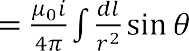 = \frac{\mu_0 i}{4\pi} \int \frac{dl}{r^2} \sin \theta